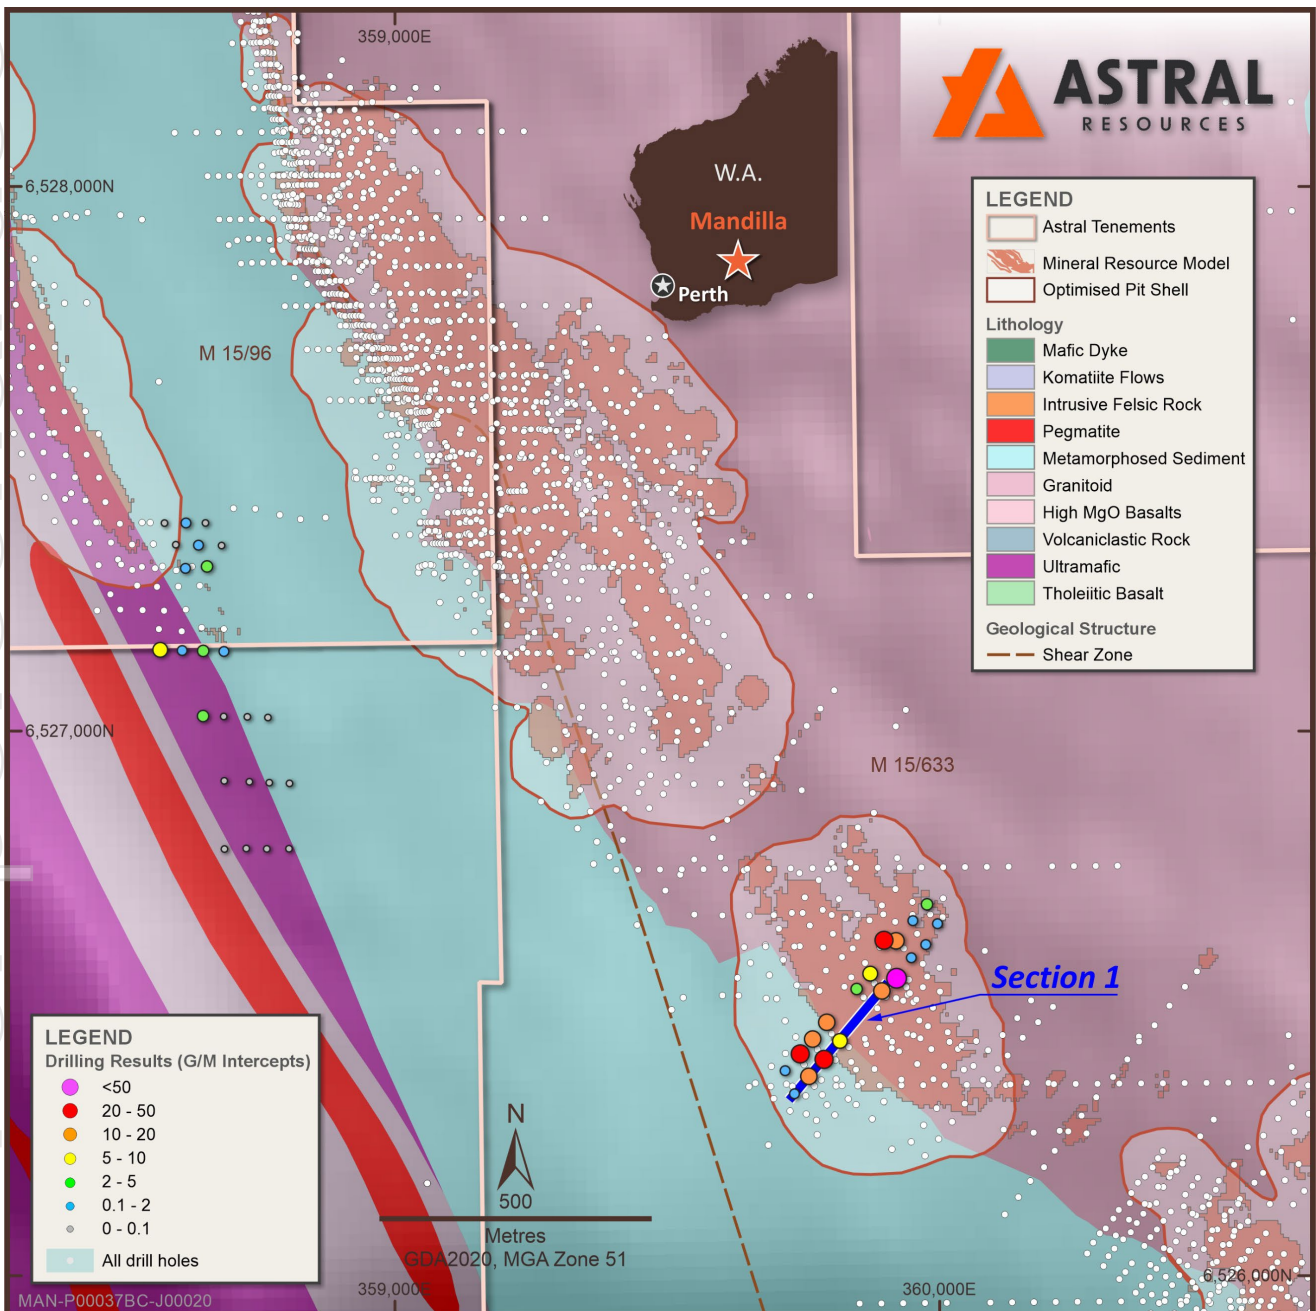 359,000E
ASTRAL
RESOURCES
W.A.
Mandilla
Perth
6,528,000N
LEGEND
Astral Tenements
Mineral Resource Model
Optimised Pit Shell
Lithology
Mafic Dyke
Komatiite Flows
Intrusive Felsic Rock
Pegmatite
Metamorphosed Sediment
Granitoid
High MgO Basalts
Volcaniclastic Rock
Ultramafic
Tholeiitic Basalt
Geological Structure
Shear Zone
M 15/96
6,527,000N
M 15/633
Section 1
LEGEND
Drilling Results (G/M Intercepts)
<50
20 - 50
10 - 20
5 - 10
2 - 5
0.1 - 2
0 - 0.1
All drill holes
N
500
Metres
GDA2020, MGA Zone 51
359,000E
360,000E
6,526,000N
MAN-P00037BC-J00020